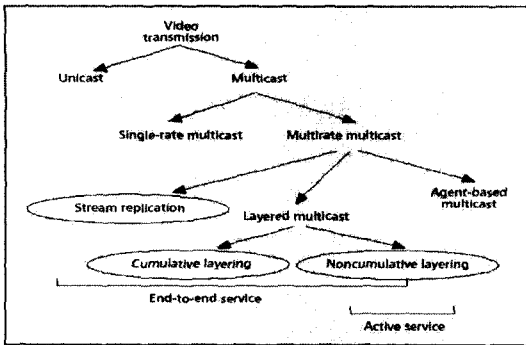 Video
transmission
Unicast
Multicast
Single-rate multicast
Multirate multicast
Stream replication
Layered multicast
Agent-based
multicast
Cumulative layering
Noncumulative layering
End-to-end service
Active service